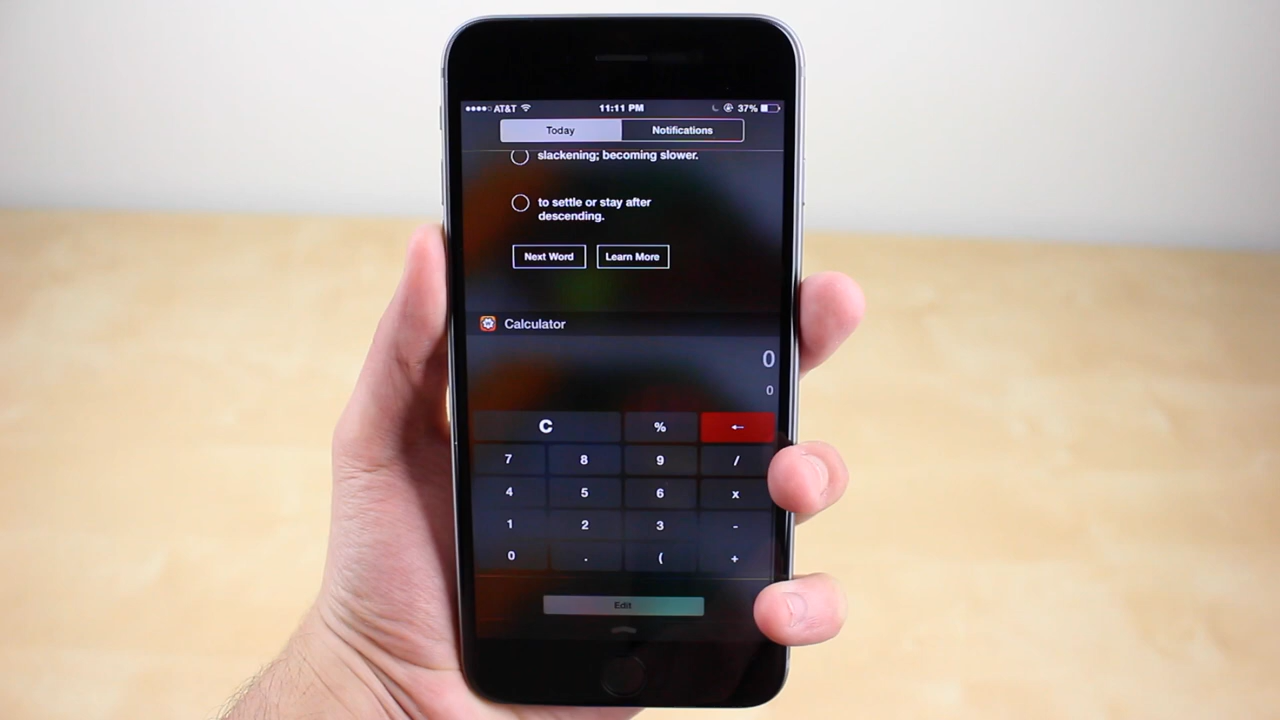 AT&T 11:11 PM 37%
Today Notifications
slackening; becoming slower.
to settle or stay after
descending.
Next Word Learn More
Calculator
0
0
C % ←
7 8 9 /
4 5 6 x
1 2 3 -
0 . ( +
Edit